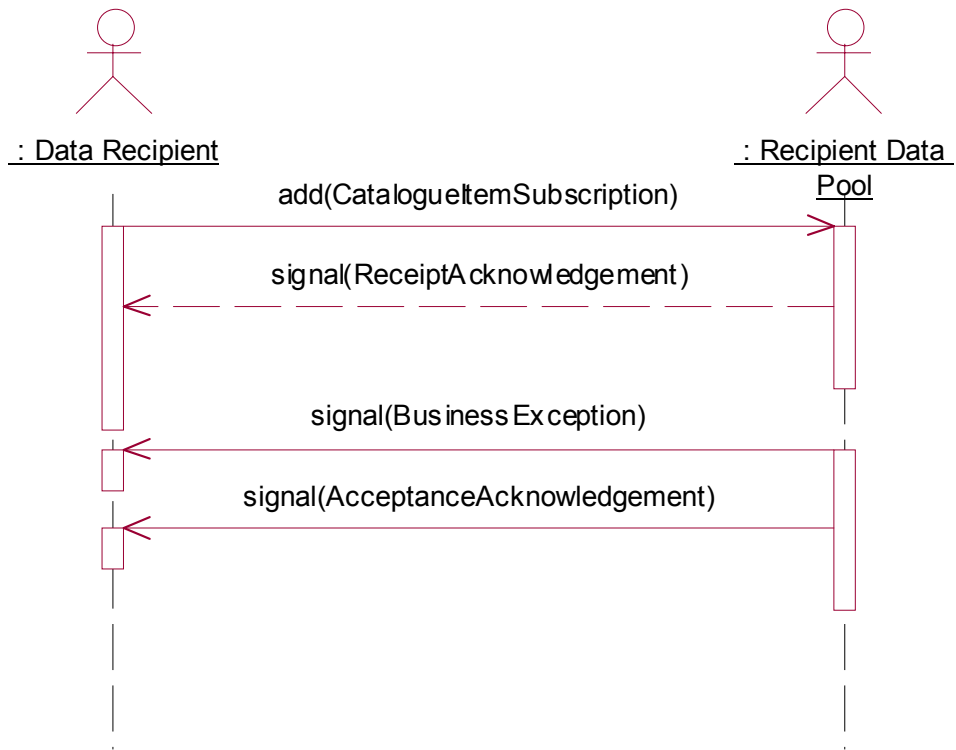 : Data Recipient
: Recipient Data
Pool
add(CatalogueItemSubscription)
signal(ReceiptAcknowledgement)
signal(BusinessException)
signal(AcceptanceAcknowledgement)